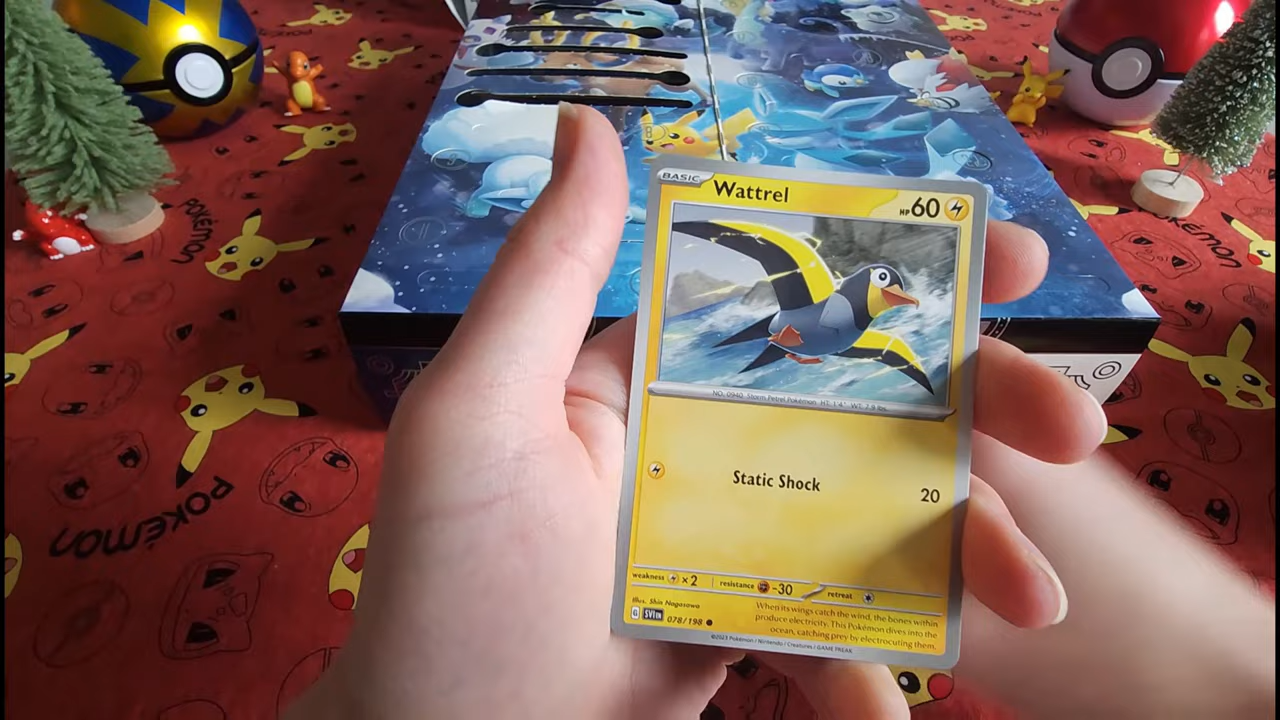 BASIC
Wattrel
HP60
NO. 0940 Storm Petrel Pokémon HT: 1'4" WT: 7.9 lbs.
Static Shock
20
weakness ×2 resistance -30 retreat
Illus. Shin Nagasawa
G SVI EN 078/198
When its wings catch the wind, the bones within
produce electricity. This Pokémon dives into the
ocean, catching prey by electrocuting them.
©2023 Pokémon / Nintendo / Creatures / GAME FREAK
POKéMON
POKéMON
POKéMON